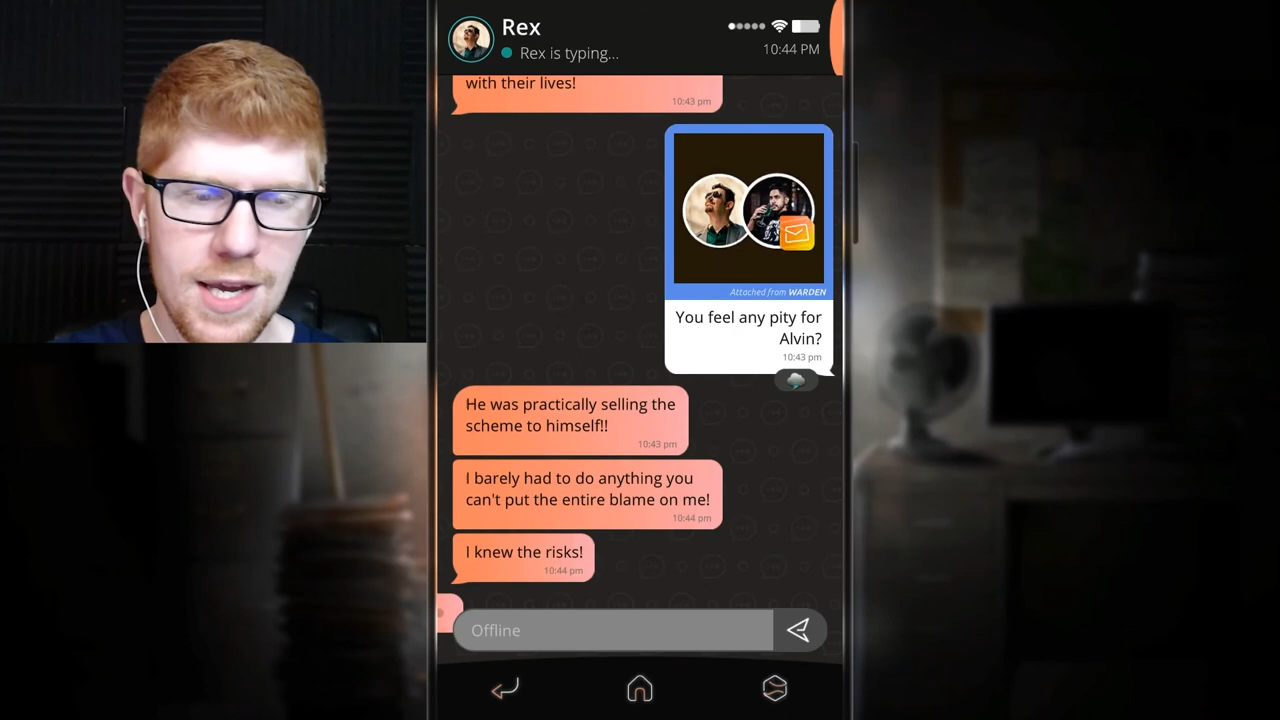 Rex
Rex is typing...
10:44 PM
with their lives!
10:43 pm
Attached from WARDEN
You feel any pity for
Alvin?
10:43 pm
He was practically selling the
scheme to himself!!
10:43 pm
I barely had to do anything you
can't put the entire blame on me!
10:44 pm
I knew the risks!
10:44 pm
Offline